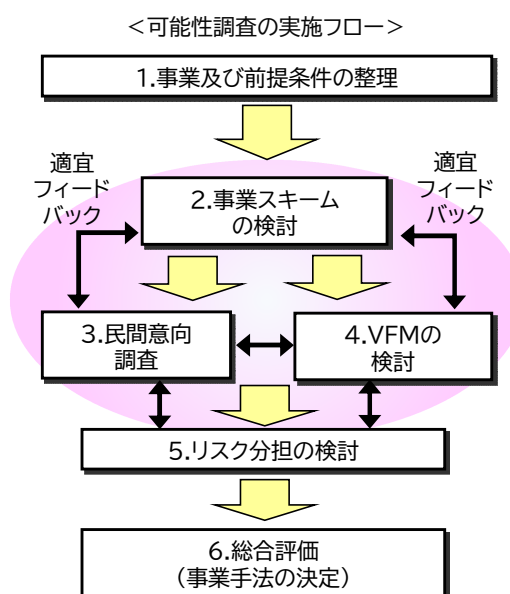 ＜可能性調査の実施フロー＞
1.事業及び前提条件の整理
適宜
フィード
バック
適宜
フィード
バック
2.事業スキーム
の検討
3.民間意向
調査
4.VFMの
検討
5.リスク分担の検討
6.総合評価
（事業手法の決定）